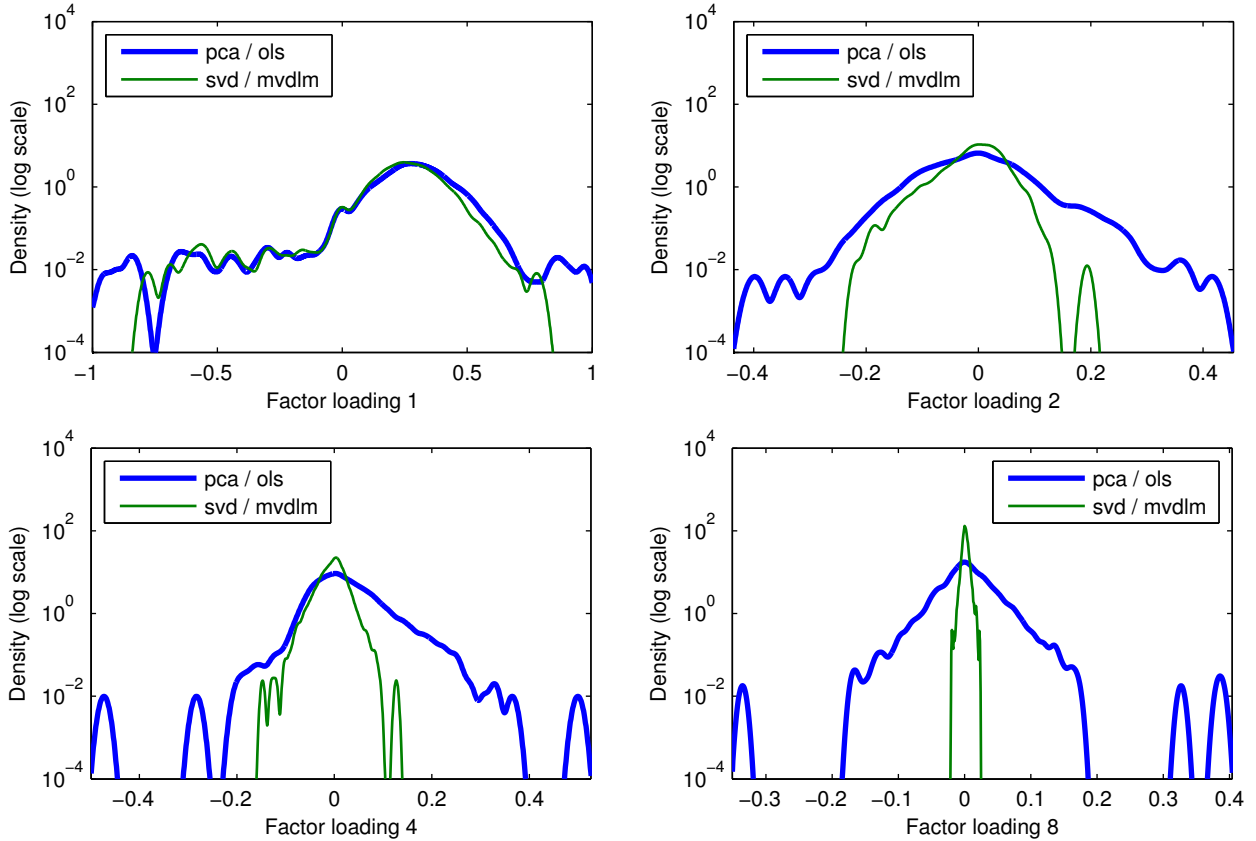 10^4
10^2
10^0
10^−2
10^−4
Density (log scale)
pca / ols
svd / mvdlm
−1
−0.5
0
0.5
1
Factor loading 1
10^4
10^2
10^0
10^−2
10^−4
Density (log scale)
pca / ols
svd / mvdlm
−0.4
−0.2
0
0.2
0.4
Factor loading 2
10^4
10^2
10^0
10^−2
10^−4
Density (log scale)
pca / ols
svd / mvdlm
−0.4
−0.2
0
0.2
0.4
Factor loading 4
10^4
10^2
10^0
10^−2
10^−4
Density (log scale)
pca / ols
svd / mvdlm
−0.3
−0.2
−0.1
0
0.1
0.2
0.3
0.4
Factor loading 8